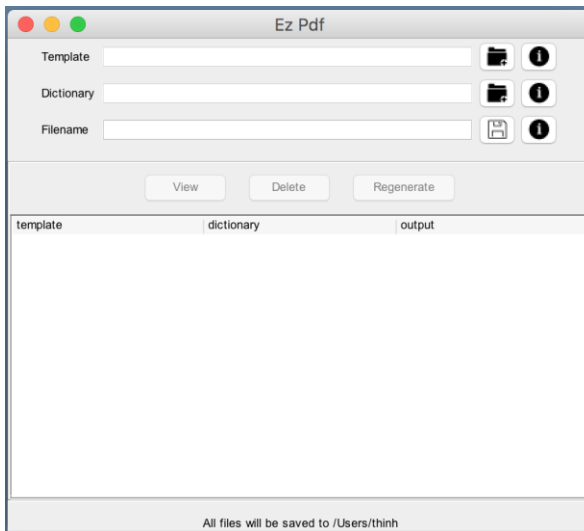 Ez Pdf
Template
Dictionary
Filename
View Delete Regenerate
template dictionary output
All files will be saved to /Users/thinh